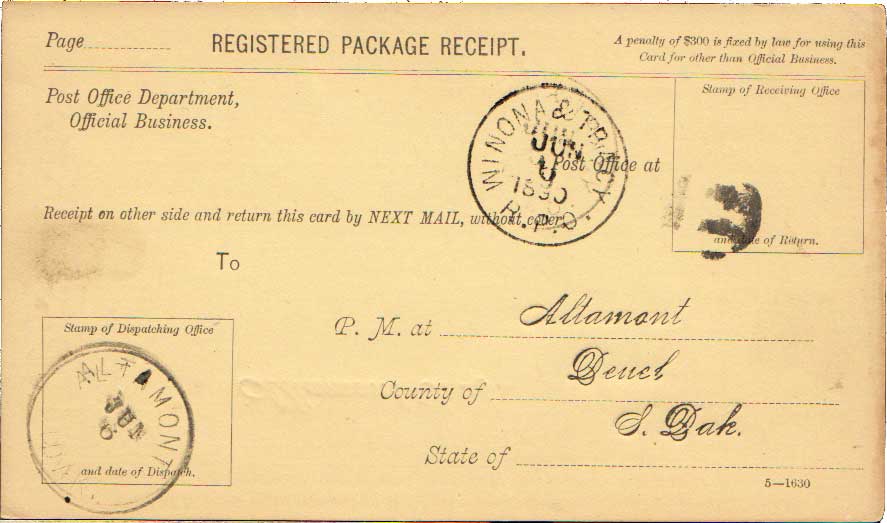 Page
REGISTERED PACKAGE RECEIPT.
A penalty of $300 is fixed by law for using this
Card for other than Official Business.
Post Office Department,
Official Business.
Stamp of Receiving Office
and date of Return.
WINONA & TRACY
JUN
1890
R.P.O.
Post Office at
Receipt on other side and return this card by NEXT MAIL, without cover.
To
Stamp of Dispatching Office
ALTAMONT
JUN
6
and date of Dispatch.
P. M. at Altamont
County of Deuel
State of S. Dak.
5—1630